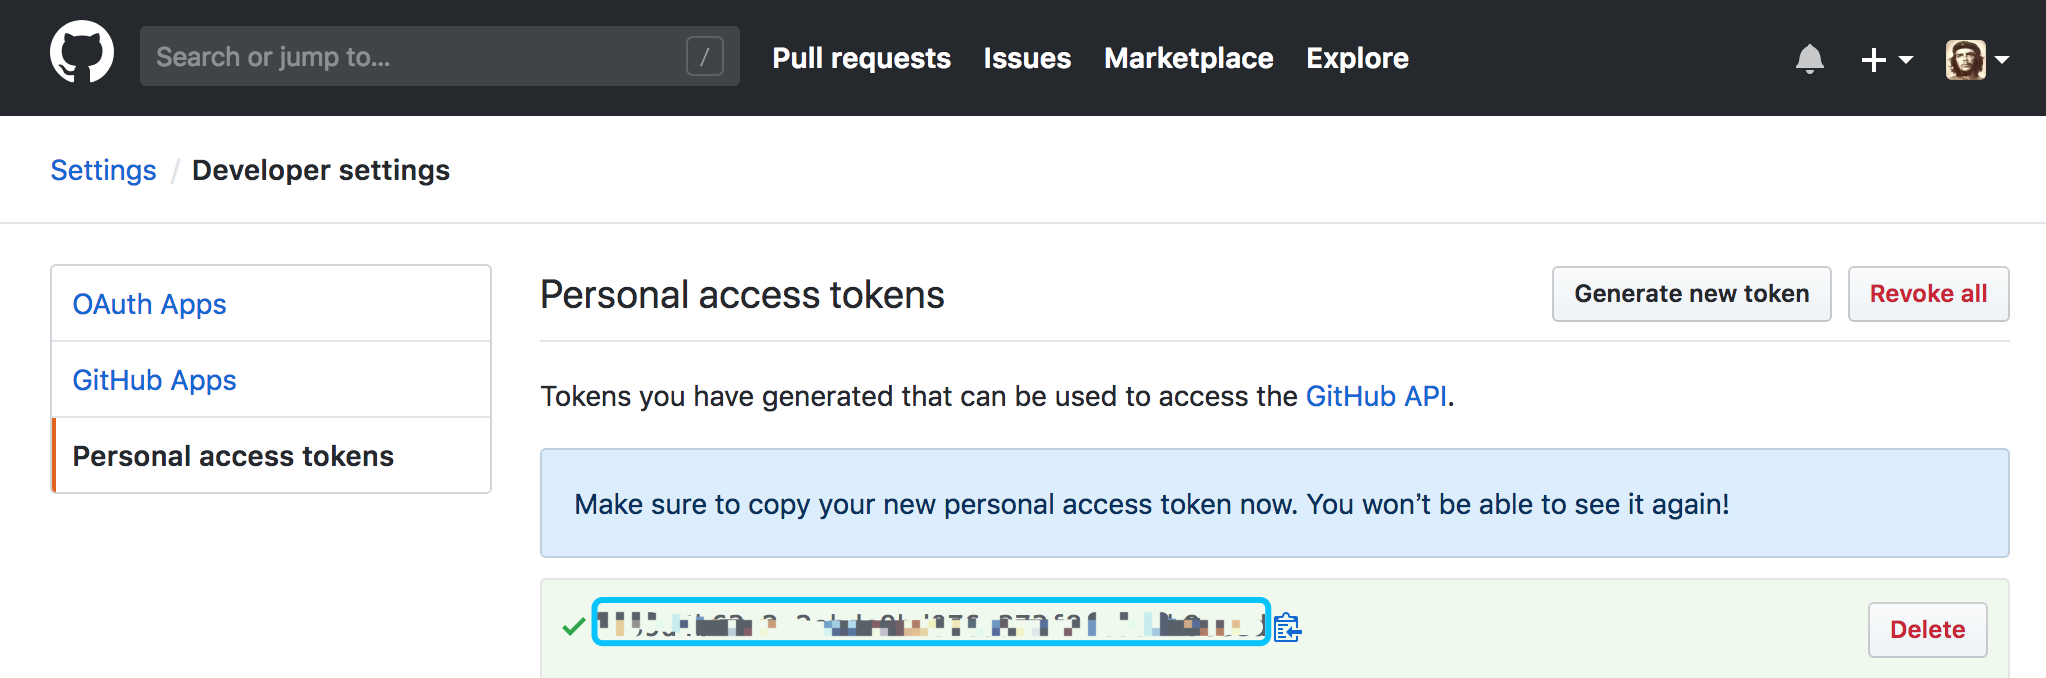 Search or jump to... /
Pull requests Issues Marketplace Explore
Settings / Developer settings
OAuth Apps
GitHub Apps
Personal access tokens
Personal access tokens
Generate new token Revoke all
Tokens you have generated that can be used to access the GitHub API.
Make sure to copy your new personal access token now. You won’t be able to see it again!
Delete